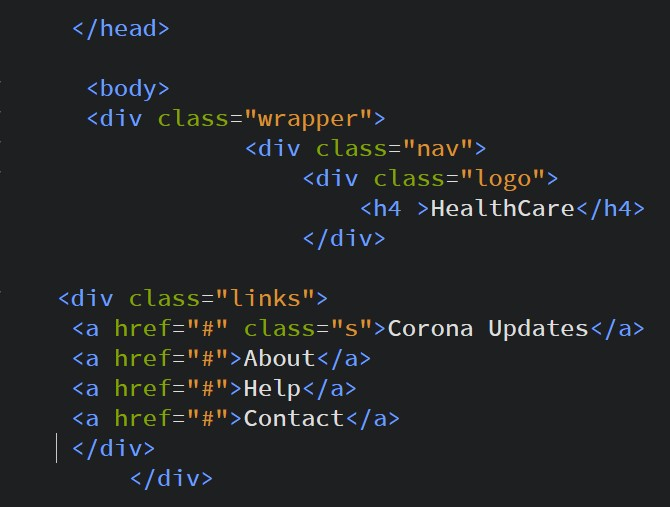 </head>
<body>
<div class="wrapper">
<div class="nav">
<div class="logo">
<h4 >HealthCare</h4>
</div>
<div class="links">
<a href="#" class="s">Corona Updates</a>
<a href="#">About</a>
<a href="#">Help</a>
<a href="#">Contact</a>
</div>
</div>